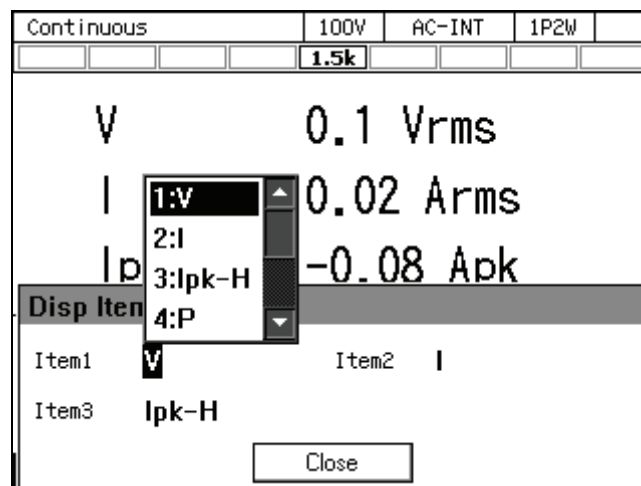 Continuous 100V AC-INT 1P2W
1.5k
V 0.1 Vrms
I 0.02 Arms
Ip -0.08 Apk
1:V
2:I
3:Ipk-H
4:P
Disp Item
Item1 V Item2 I
Item3 Ipk-H
Close